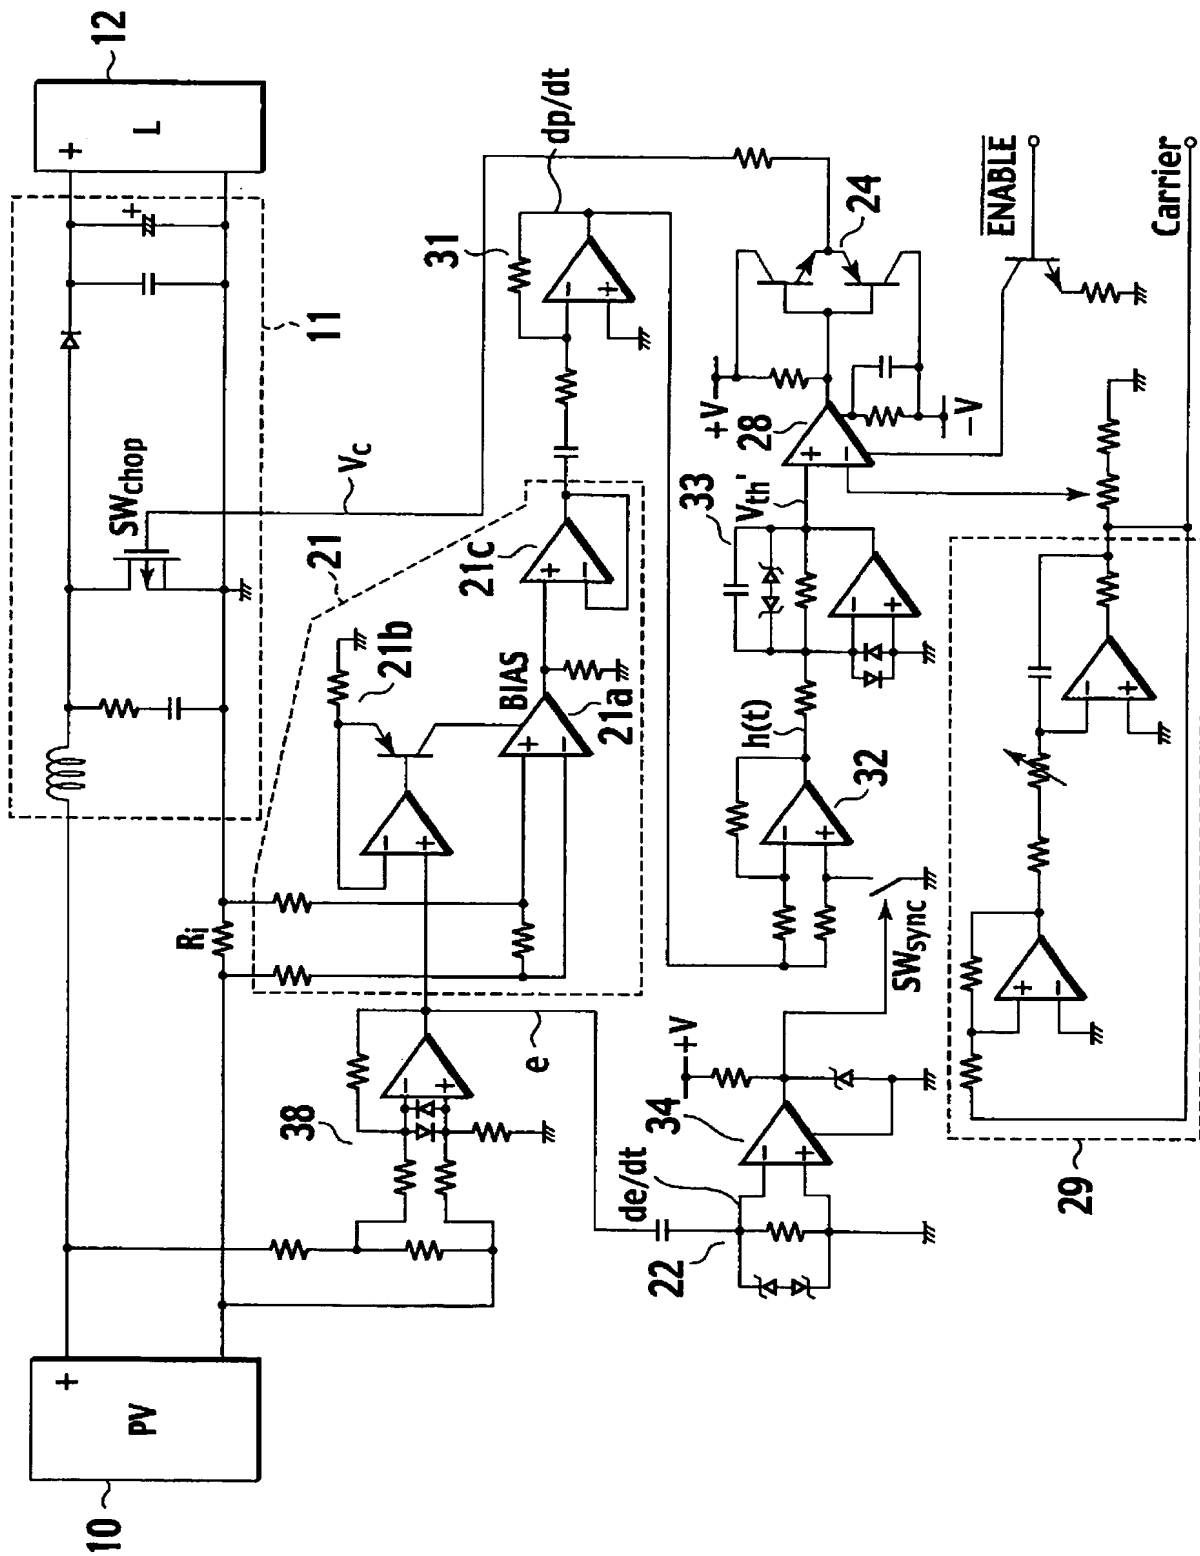 10
PV
+
12
L
+
+
11
SWchop
Ri
VC
21
21b
21a
21C
BIAS
+
−
−
+
+
−
38
−
+
e
31
dp/dt
−
+
22
de/dt
34
+V
−
+
SWsync
32
−
+
h(t)
33
−
+
Vth'
28
+
−
+V
−V
24
ENABLE
Carrier
29
+
−
−
+